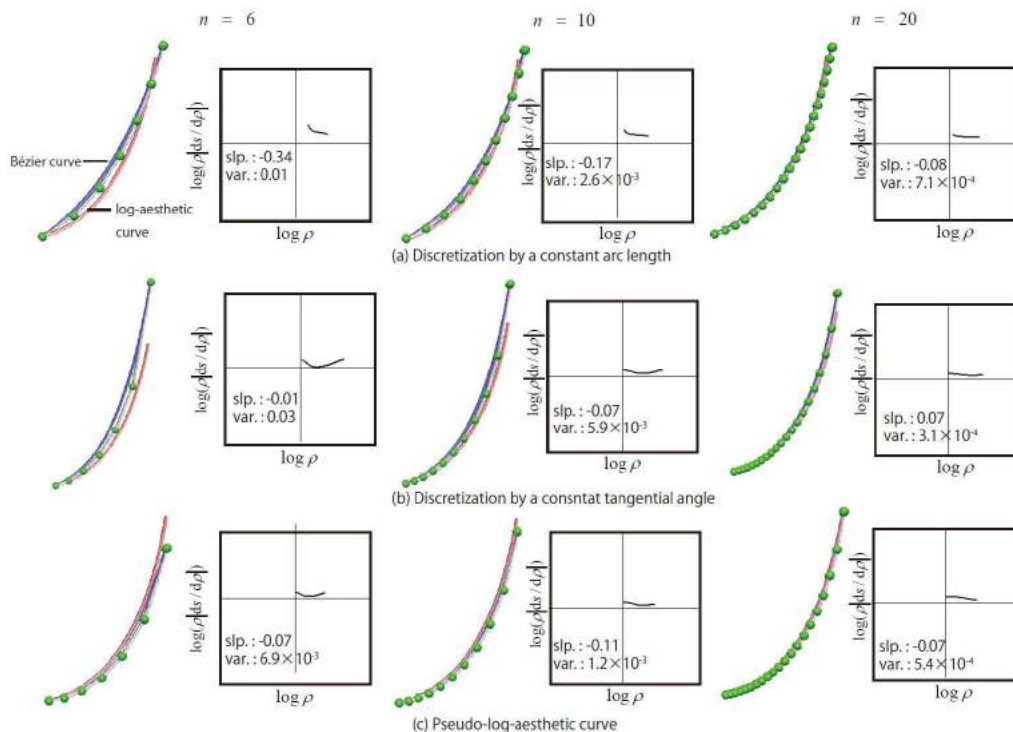 n = 6
n = 10
n = 20
Bézier curve
log-aesthetic
curve
log(ρ|ds/dρ|)
slp. : -0.34
var. : 0.01
log ρ
log(ρ|ds/dρ|)
slp. : -0.17
var. : 2.6×10⁻³
log ρ
log(ρ|ds/dρ|)
slp. : -0.08
var. : 7.1×10⁻⁴
log ρ
(a) Discretization by a constant arc length
log(ρ|ds/dρ|)
slp. : -0.01
var. : 0.03
log ρ
log(ρ|ds/dρ|)
slp. : -0.07
var. : 5.9×10⁻³
log ρ
log(ρ|ds/dρ|)
slp. : 0.07
var. : 3.1×10⁻⁴
log ρ
(b) Discretization by a consntat tangential angle
log(ρ|ds/dρ|)
slp. : -0.07
var. : 6.9×10⁻³
log ρ
log(ρ|ds/dρ|)
slp. : -0.11
var. : 1.2×10⁻³
log ρ
log(ρ|ds/dρ|)
slp. : -0.07
var. : 5.4×10⁻⁴
log ρ
(c) Pseudo-log-aesthetic curve